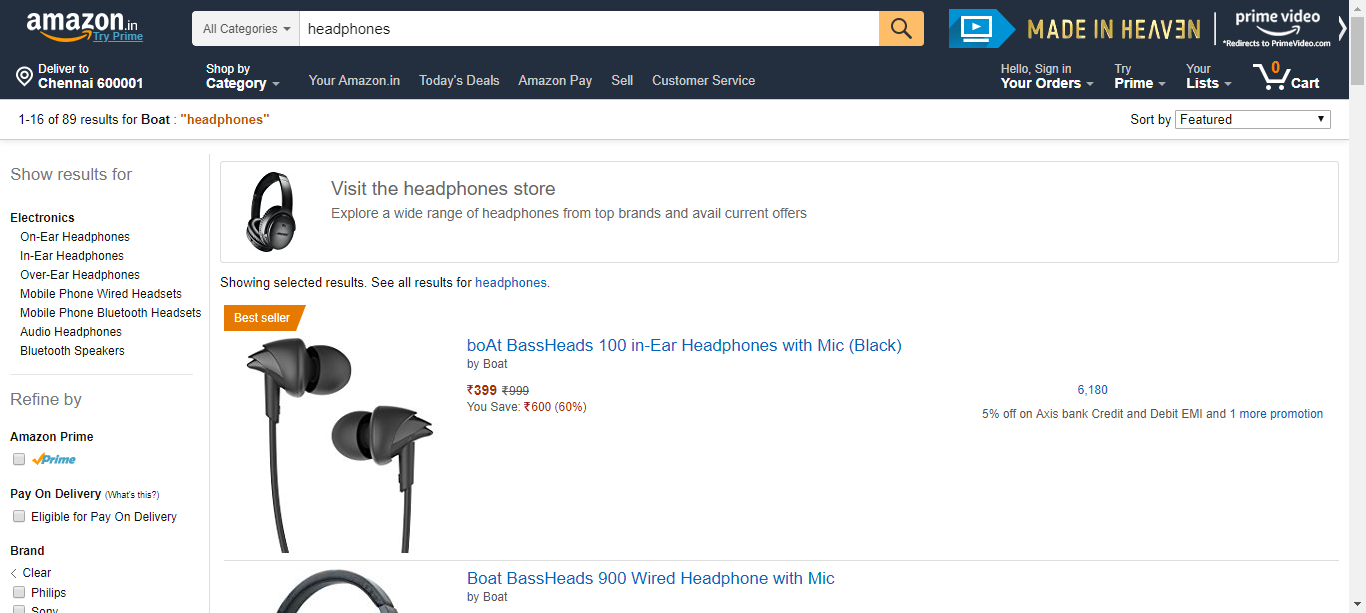 amazon.in
Try Prime
All Categories
headphones
MADE IN HEAVEN
prime video
*Redirects to PrimeVideo.com
Deliver to
Chennai 600001
Shop by
Category
Your Amazon.in
Today's Deals
Amazon Pay
Sell
Customer Service
Hello, Sign in
Your Orders
Try
Prime
Your
Lists
0
Cart
1-16 of 89 results for Boat : "headphones"
Sort by Featured
Show results for
Electronics
On-Ear Headphones
In-Ear Headphones
Over-Ear Headphones
Mobile Phone Wired Headsets
Mobile Phone Bluetooth Headsets
Audio Headphones
Bluetooth Speakers
Refine by
Amazon Prime
Prime
Pay On Delivery (What's this?)
Eligible for Pay On Delivery
Brand
Clear
Philips
Sony
Visit the headphones store
Explore a wide range of headphones from top brands and avail current offers
Showing selected results. See all results for headphones.
Best seller
boAt BassHeads 100 in-Ear Headphones with Mic (Black)
by Boat
₹399 ₹999
You Save: ₹600 (60%)
6,180
5% off on Axis bank Credit and Debit EMI and 1 more promotion
Boat BassHeads 900 Wired Headphone with Mic
by Boat